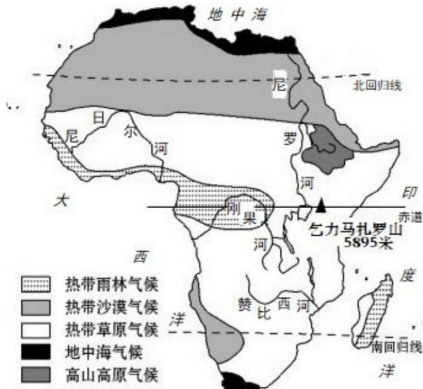 地中海
北回归线
尼
罗
河
尼
日
尔
河
大
西
洋
刚
果
河
印
度
洋
赤道
乞力马扎罗山
5895米
赞比西河
南回归线
热带雨林气候
热带沙漠气候
热带草原气候
地中海气候
高山高原气候